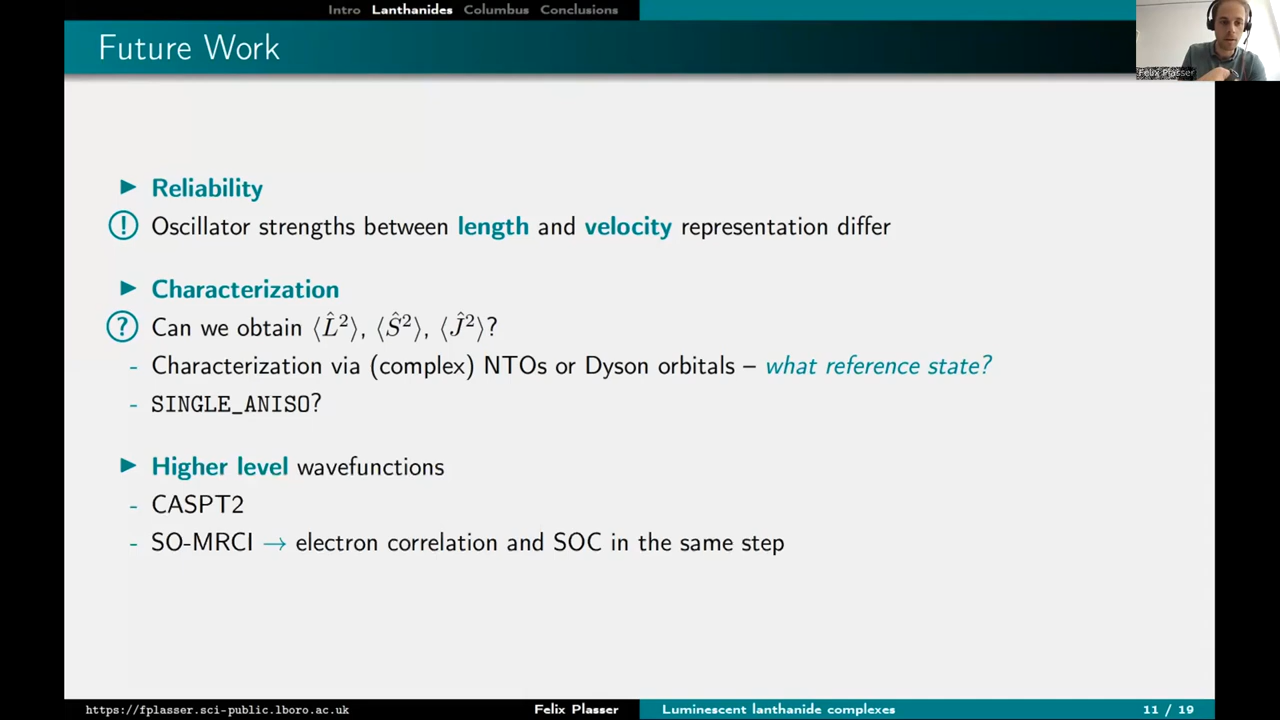 Intro Lanthanides Columbus Conclusions
Future Work
Felix Plasser
▶ Reliability
! Oscillator strengths between length and velocity representation differ
▶ Characterization
? Can we obtain ⟨L̂²⟩, ⟨Ŝ²⟩, ⟨Ĵ²⟩?
- Characterization via (complex) NTOs or Dyson orbitals – what reference state?
- SINGLE_ANISO?
▶ Higher level wavefunctions
- CASPT2
- SO-MRCI → electron correlation and SOC in the same step
https://fplasser.sci-public.lboro.ac.uk Felix Plasser Luminescent lanthanide complexes 11 / 19